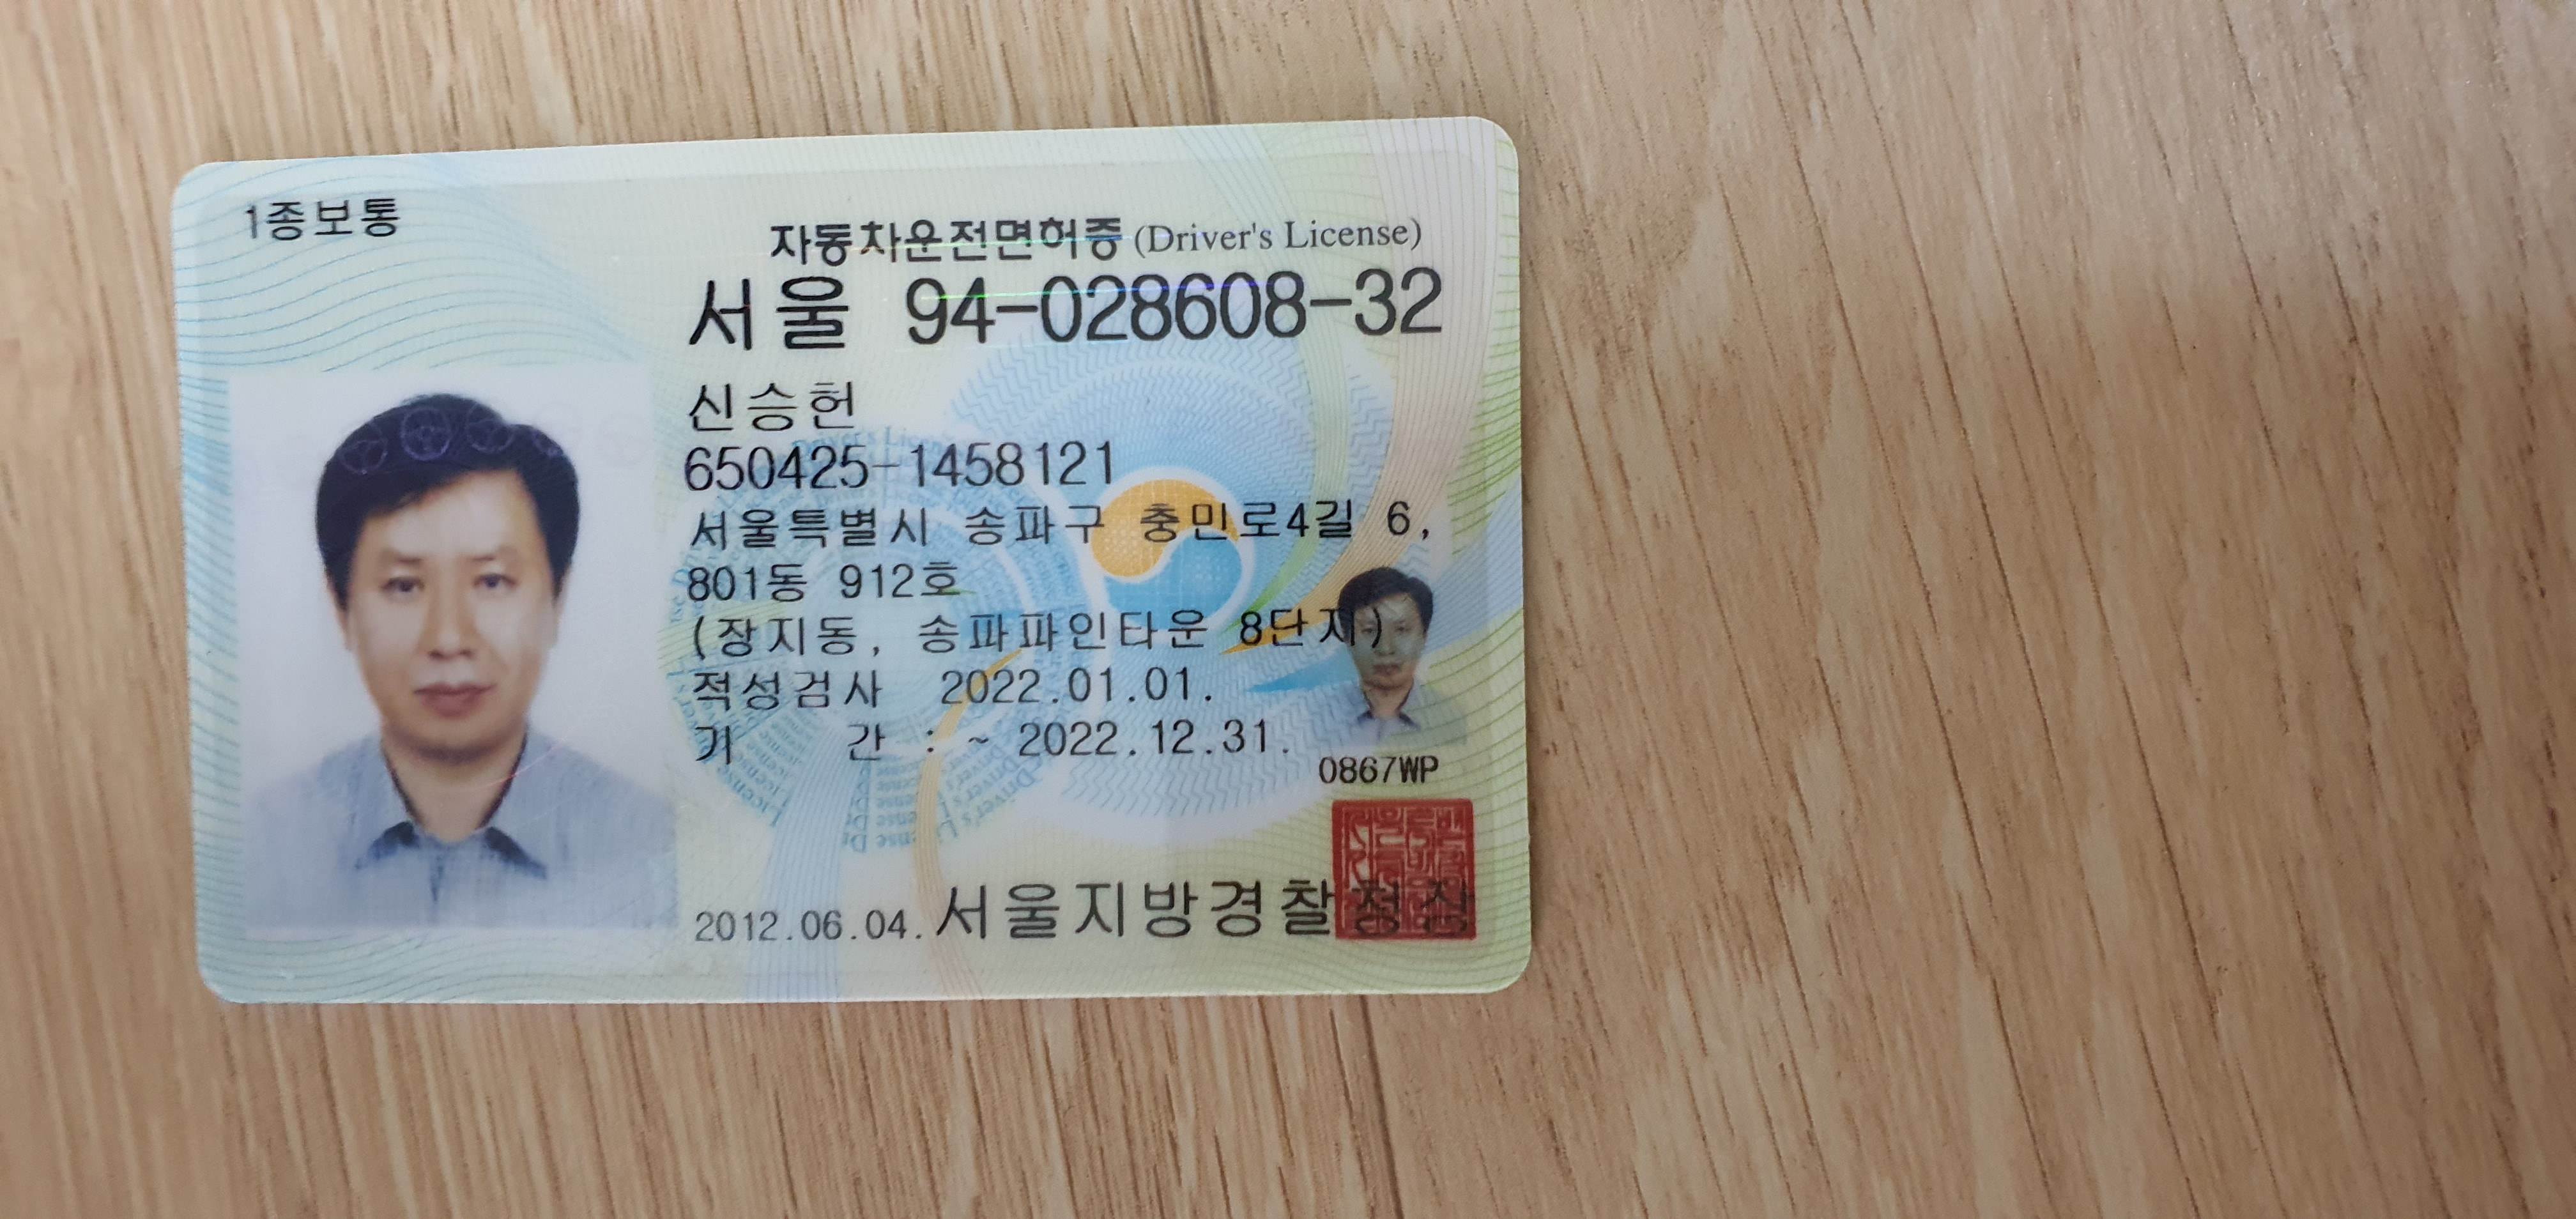 1종보통
자동차운전면허증 (Driver's License)
서울 94-028608-32
신승헌
650425-1458121
서울특별시 송파구 충민로4길 6,
801동 912호
(장지동, 송파파인타운 8단지)
적성검사 2022.01.01.
기 간 : ~ 2022.12.31.
0867WP
2012.06.04. 서울지방경찰청장